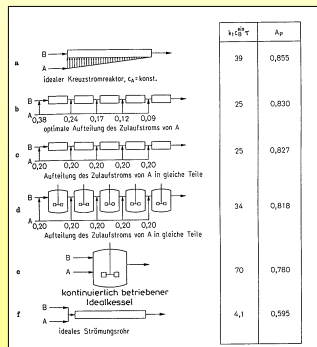 k₁ c_B^ein τ A_P
a B A 39 0,855
idealer Kreuzstromreaktor, c_A = konst.
b B A 25 0,830
0,38 0,24 0,17 0,12 0,09
optimale Aufteilung des Zulaufstroms von A
c B A 25 0,827
0,20 0,20 0,20 0,20 0,20
Aufteilung des Zulaufstroms von A in gleiche Teile
d B A 34 0,818
0,20 0,20 0,20 0,20 0,20
Aufteilung des Zulaufstroms von A in gleiche Teile
e B A 70 0,780
kontinuierlich betriebener
Idealkessel
f B A 4,1 0,595
ideales Strömungsrohr